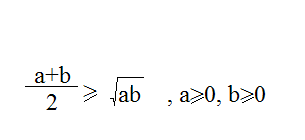 (a+b)/2 ⩾ √ab , a⩾0, b⩾0